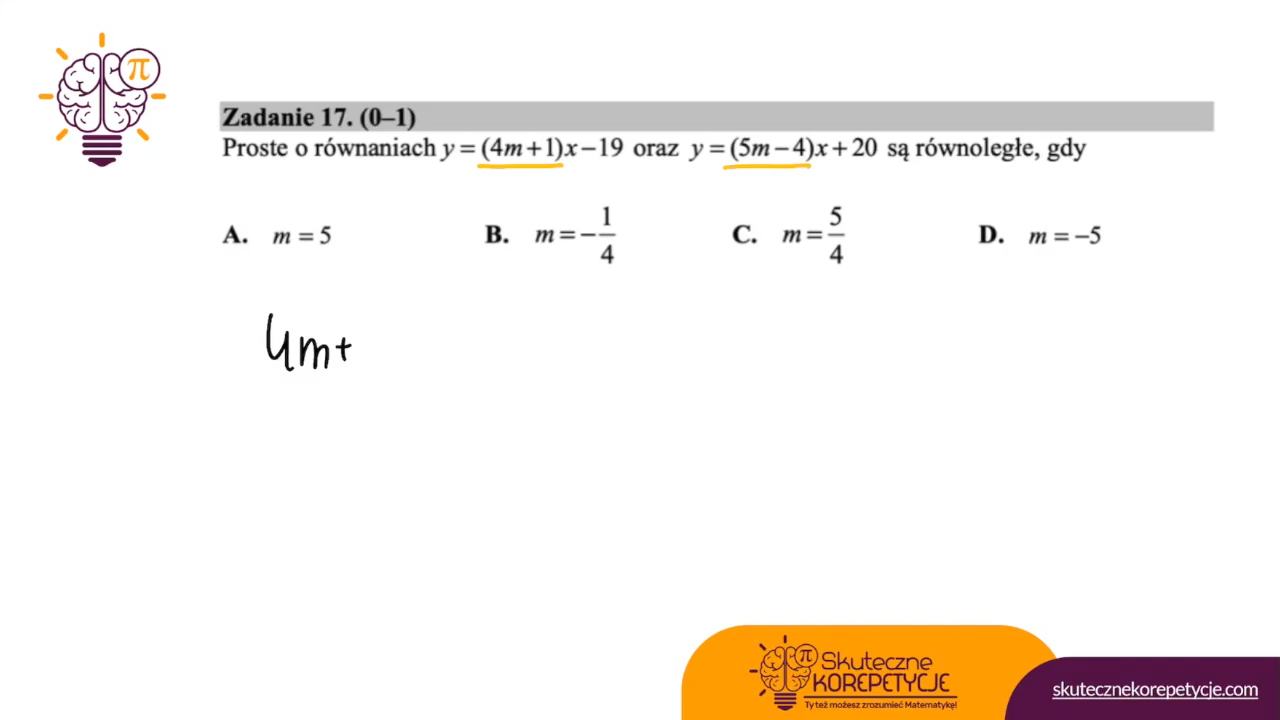 π
Zadanie 17. (0–1)
Proste o równaniach y = (4m+1)x−19 oraz y = (5m−4)x+20 są równoległe, gdy
A. m = 5 B. m = −1/4 C. m = 5/4 D. m = −5
4m+
π
Skuteczne
KOREPETYCJE
Ty też możesz zrozumieć Matematykę!
skutecznekorepetycje.com